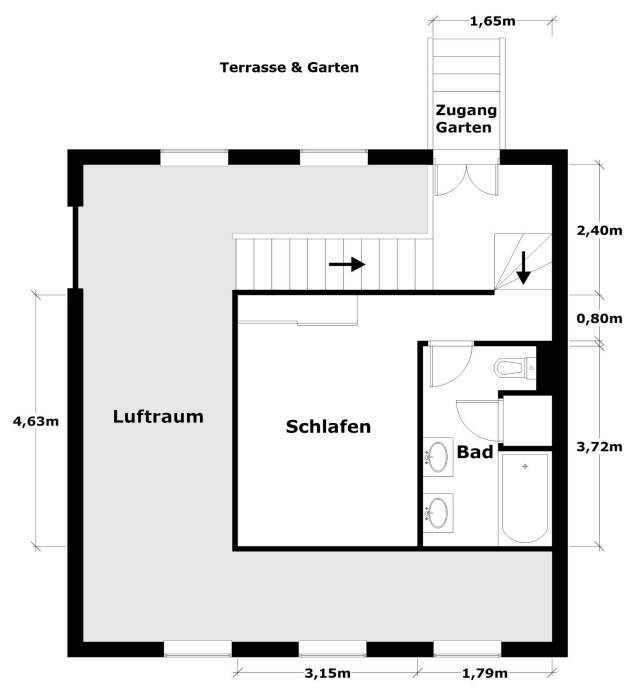 1,65m
Terrasse & Garten
Zugang
Garten
2,40m
0,80m
4,63m
Luftraum
Schlafen
Bad
3,72m
3,15m
1,79m